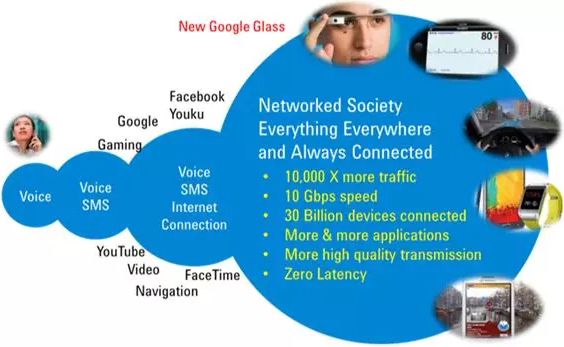 New Google Glass
80
Facebook
Youku
Google
Gaming
Networked Society
Everything Everywhere
and Always Connected
• 10,000 X more traffic
• 10 Gbps speed
• 30 Billion devices connected
• More & more applications
• More high quality transmission
• Zero Latency
Voice
Voice
SMS
Voice
SMS
Internet
Connection
YouTube
Video
FaceTime
Navigation